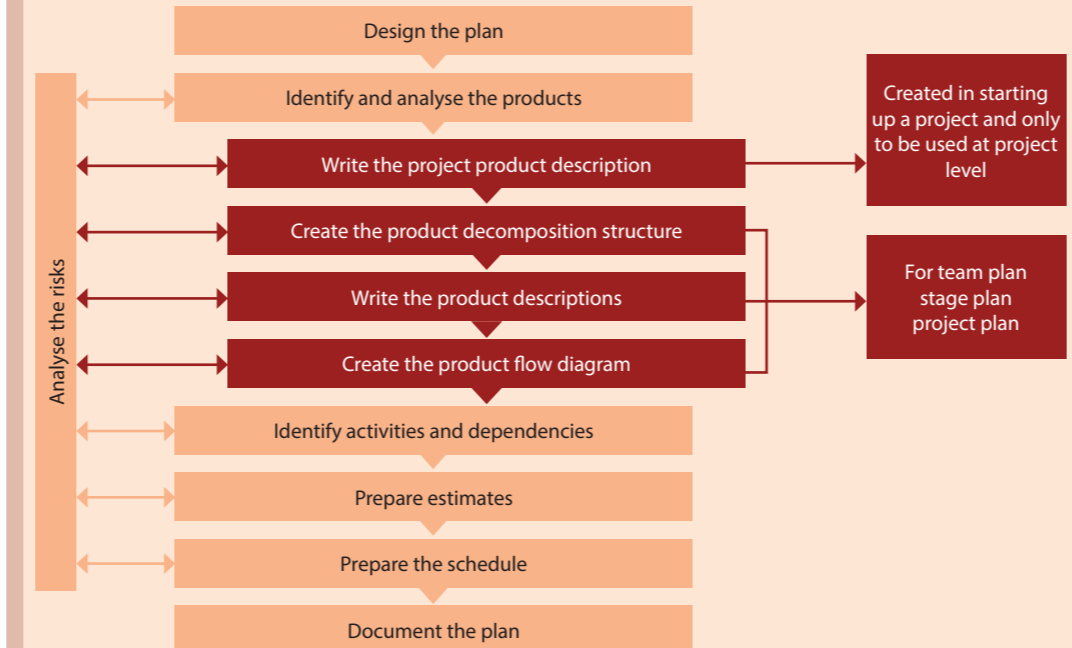 Design the plan
Identify and analyse the products
Created in starting
up a project and only
to be used at project
level
Write the project product description
Create the product decomposition structure
For team plan
stage plan
project plan
Write the product descriptions
Create the product flow diagram
Analyse the risks
Identify activities and dependencies
Prepare estimates
Prepare the schedule
Document the plan